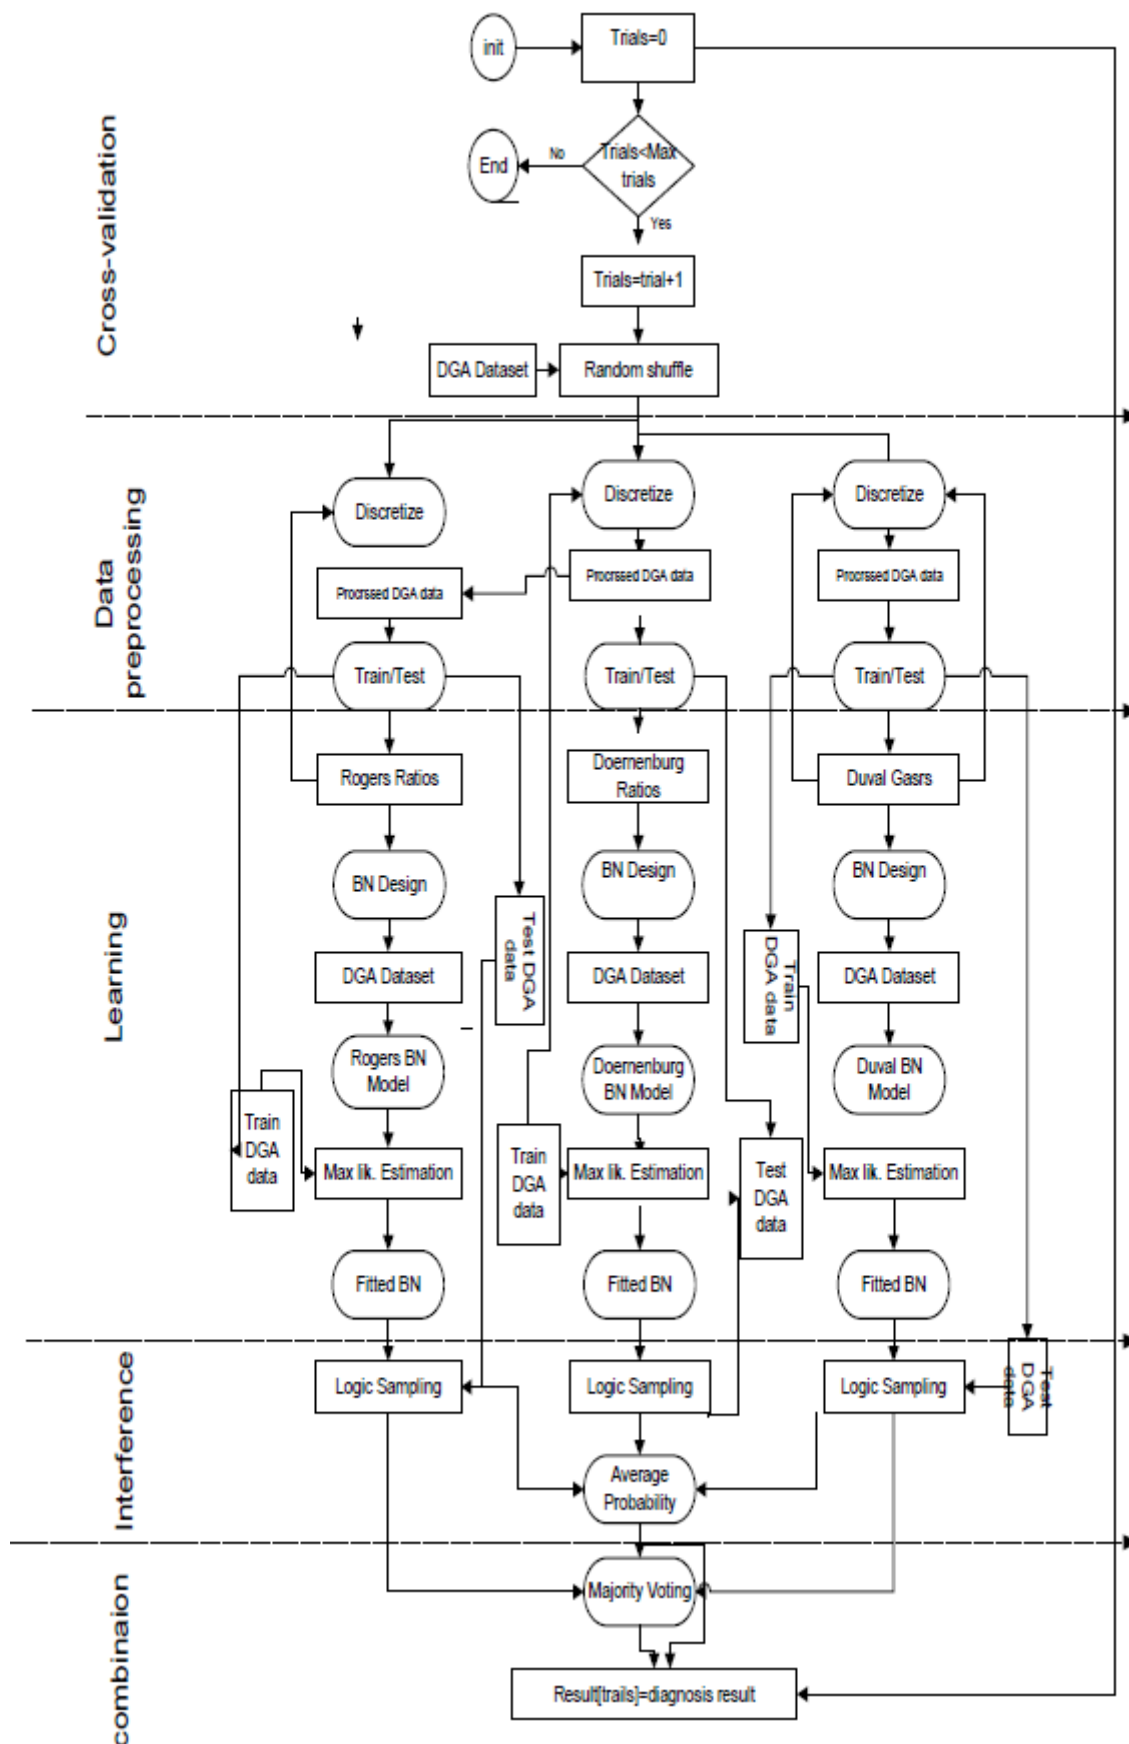 init
Trials=0
Cross-validation
End
No
Trials<Max
trials
Yes
Trials=trial+1
DGA Dataset
Random shuffle
Data
preprocessing
Discretize
Discretize
Discretize
Procrssed DGA data
Procrssed DGA data
Procrssed DGA data
Train/Test
Train/Test
Train/Test
Learning
Rogers Ratios
Doernenburg
Ratios
Duval Gasrs
BN Design
BN Design
BN Design
Test DGA
data
Train
DGA data
DGA Dataset
DGA Dataset
DGA Dataset
Rogers BN
Model
Doernenburg
BN Model
Duval BN
Model
Train
DGA
data
Max lik. Estimation
Train
DGA
data
Max lik. Estimation
Test
DGA
data
Max lik. Estimation
Fitted BN
Fitted BN
Fitted BN
Interference
Logic Sampling
Logic Sampling
Logic Sampling
Test
DGA
data
Average
Probability
combinaion
Majority Voting
Result[trails}=diagnosis result